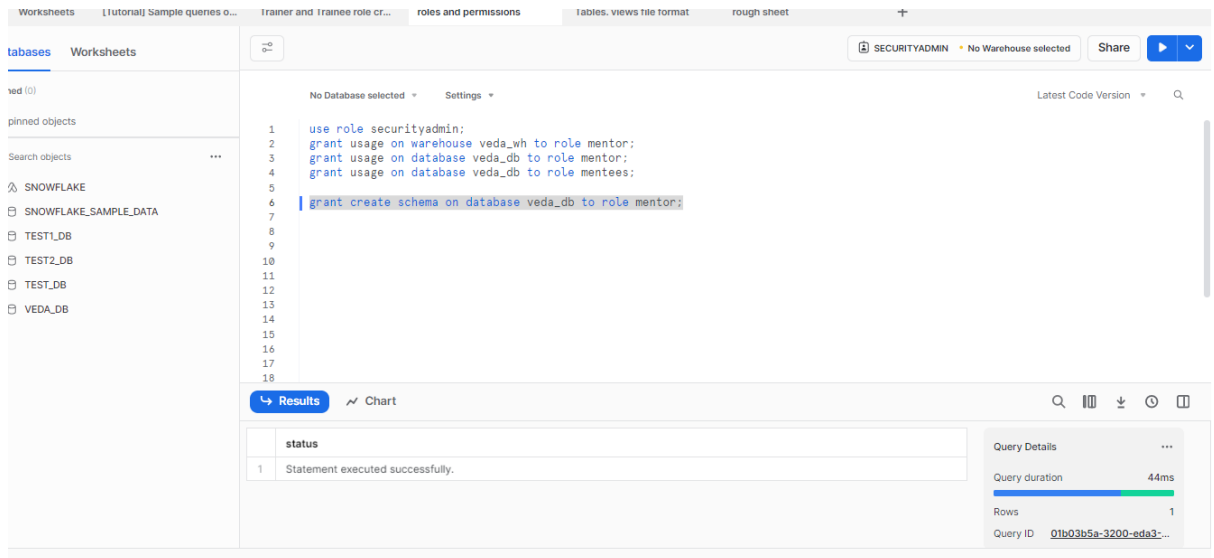 Worksheets [Tutorial] Sample queries o... Trainer and Trainee role cr... roles and permissions Tables. views file format rough sheet +
tabases Worksheets
SECURITYADMIN • No Warehouse selected Share
ned (0)
pinned objects
Search objects ...
SNOWFLAKE
SNOWFLAKE_SAMPLE_DATA
TEST1_DB
TEST2_DB
TEST_DB
VEDA_DB
No Database selected Settings Latest Code Version
1 use role securityadmin;
2 grant usage on warehouse veda_wh to role mentor;
3 grant usage on database veda_db to role mentor;
4 grant usage on database veda_db to role mentees;
5
6 grant create schema on database veda_db to role mentor;
7
8
9
10
11
12
13
14
15
16
17
18
Results Chart
status
1 Statement executed successfully.
Query Details ...
Query duration 44ms
Rows 1
Query ID 01b03b5a-3200-eda3-...